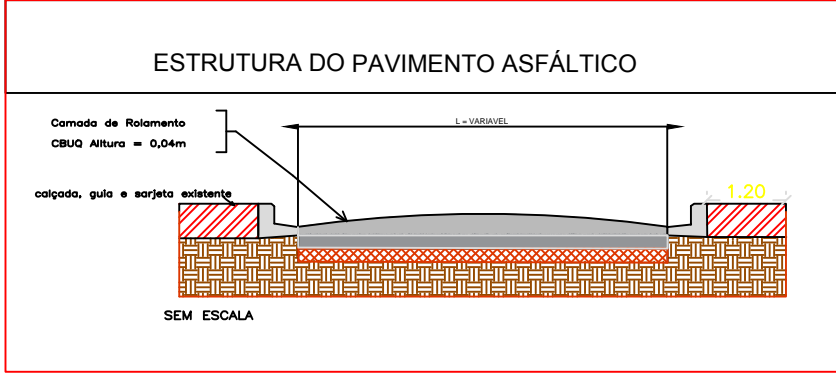 ESTRUTURA DO PAVIMENTO ASFÁLTICO
Camada de Rolamento
CBUQ Alltura = 0,04m
L = VARIAVEL
calçada, guia e sarjeta existente
1.20
SEM ESCALA